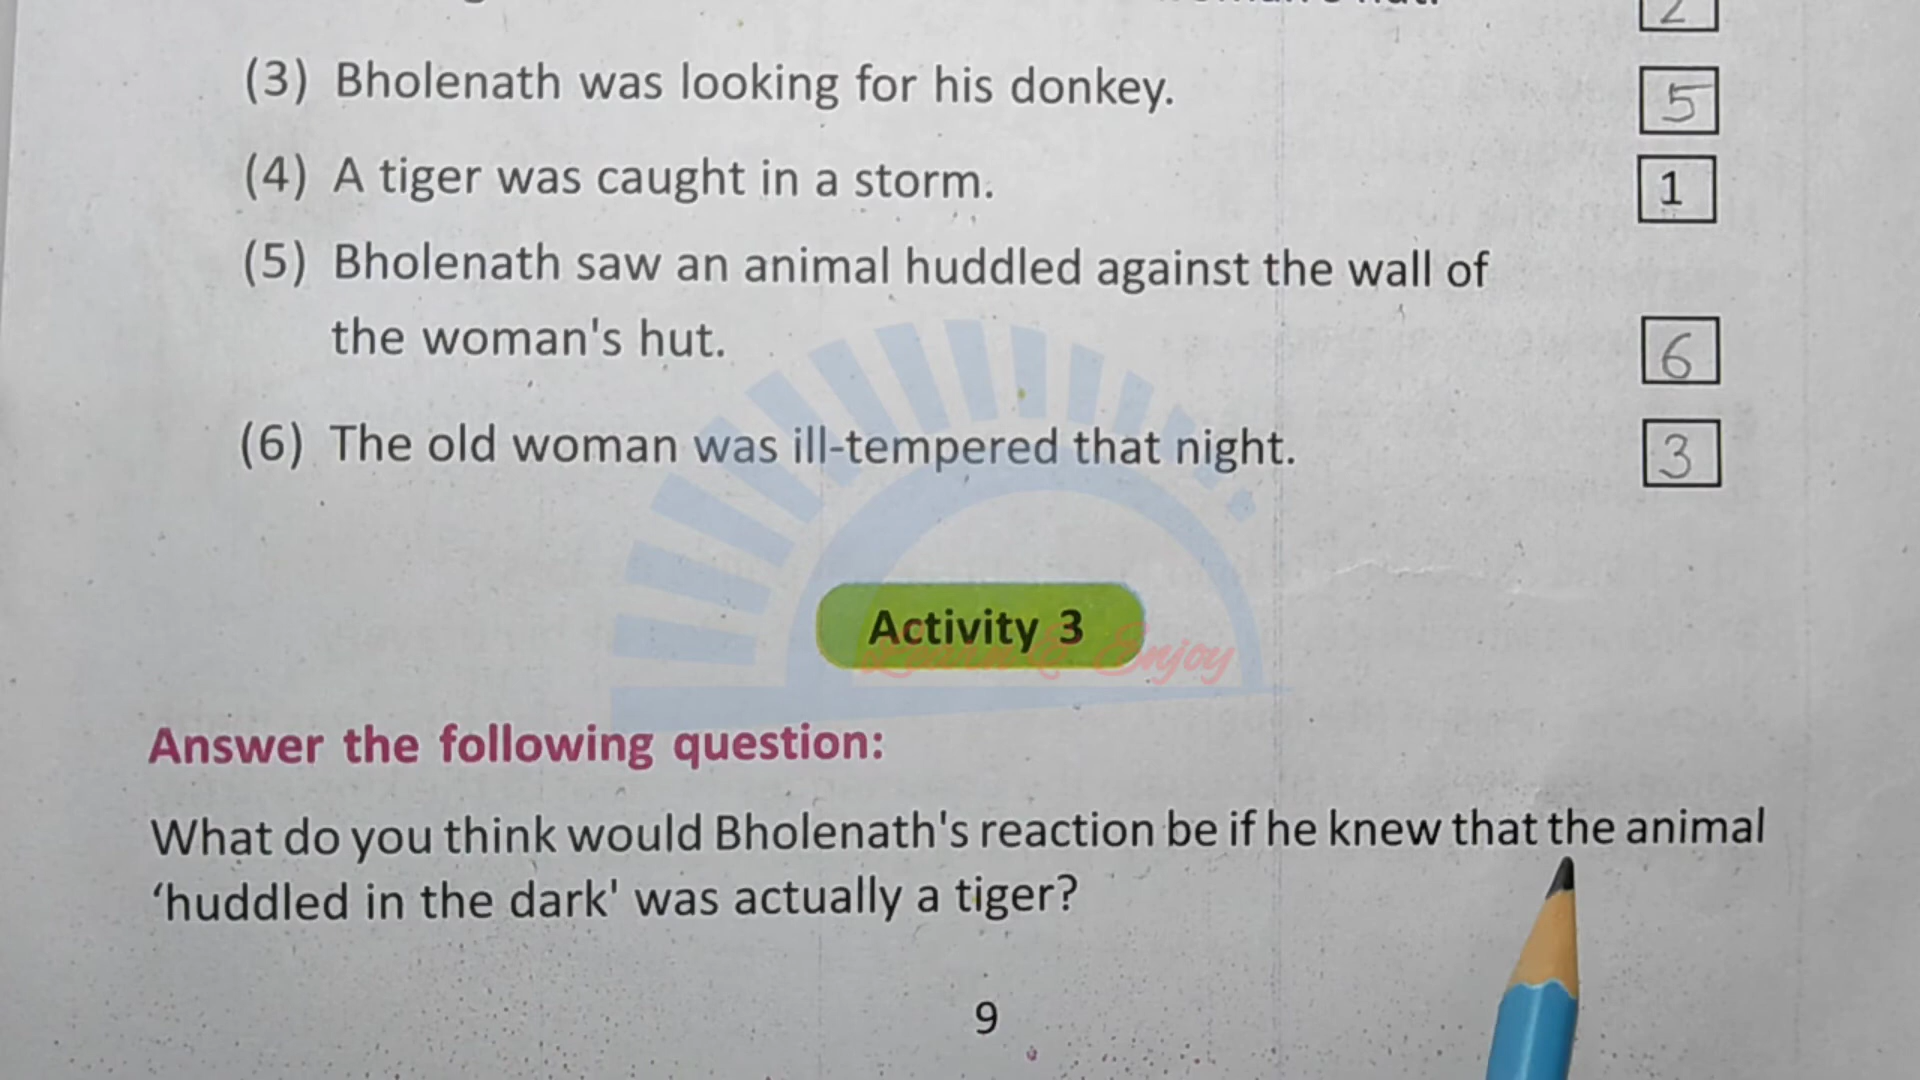 2
(3) Bholenath was looking for his donkey.
5
(4) A tiger was caught in a storm.
1
(5) Bholenath saw an animal huddled against the wall of
the woman's hut.
6
(6) The old woman was ill-tempered that night.
3
Activity 3
Learn & Enjoy
Answer the following question:
What do you think would Bholenath's reaction be if he knew that the animal
‘huddled in the dark' was actually a tiger?
9